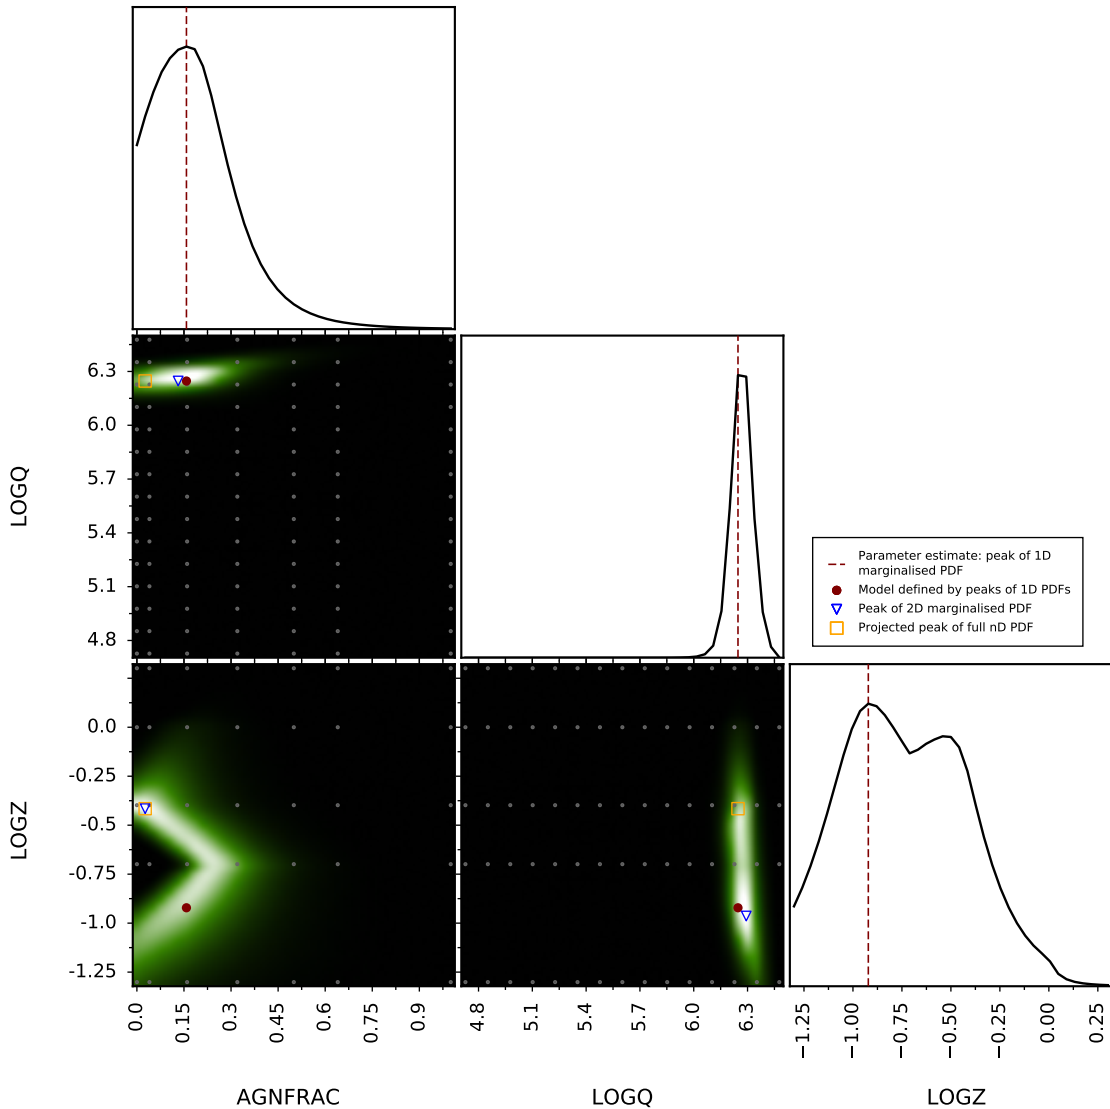 6.3
6.0
5.7
5.4
5.1
4.8
LOGQ
Parameter estimate: peak of 1D
marginalised PDF
Model defined by peaks of 1D PDFs
Peak of 2D marginalised PDF
Projected peak of full nD PDF
0.0
-0.25
-0.5
-0.75
-1.0
-1.25
LOGZ
0.0 0.15 0.3 0.45 0.6 0.75 0.9
4.8 5.1 5.4 5.7 6.0 6.3
−1.25 −1.00 −0.75 −0.50 −0.25 0.00 0.25
AGNFRAC LOGQ LOGZ